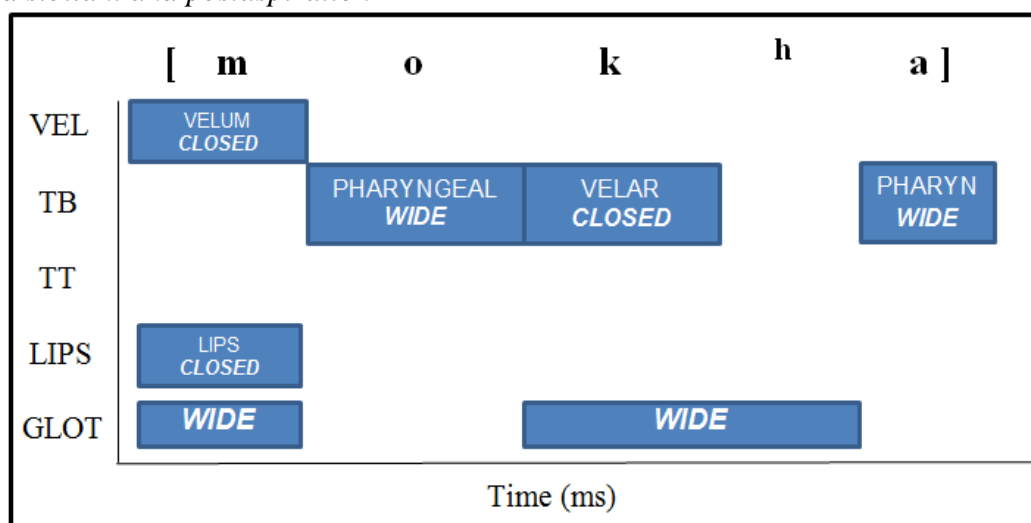 [ m o k h a ]
VEL VELUM CLOSED
TB PHARYNGEAL WIDE VELAR CLOSED PHARYN WIDE
TT
LIPS LIPS CLOSED
GLOT WIDE WIDE
Time (ms)